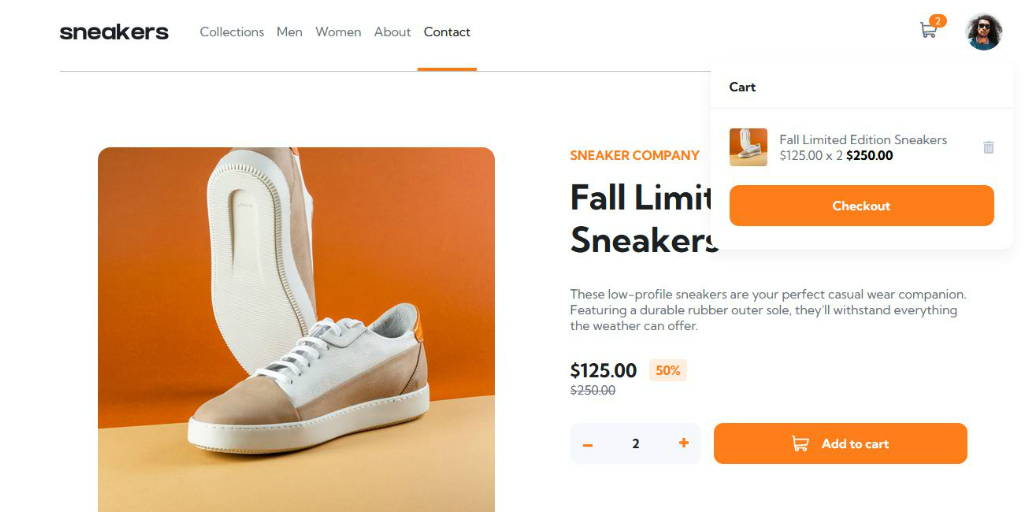 sneakers
Collections Men Women About Contact
2
Cart
Fall Limited Edition Sneakers
$125.00 x 2 $250.00
Checkout
SNEAKER COMPANY
Fall Limit
Sneakers
These low-profile sneakers are your perfect casual wear companion.
Featuring a durable rubber outer sole, they'll withstand everything
the weather can offer.
$125.00 50%
$250.00
− 2 +
Add to cart